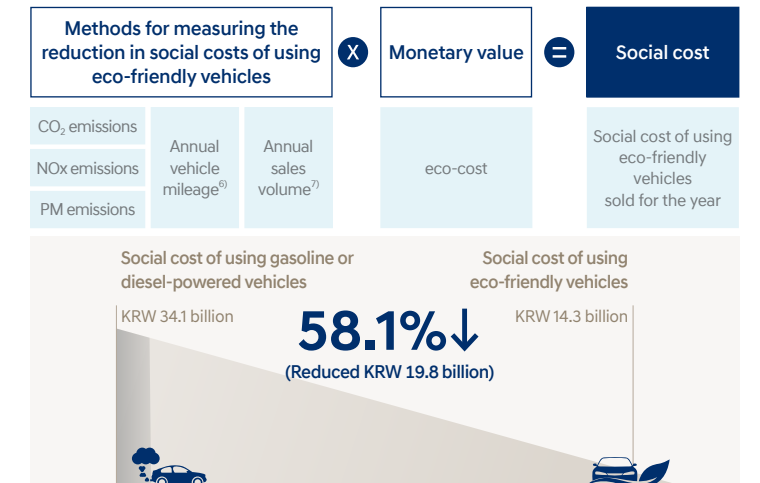 Methods for measuring the
reduction in social costs of using
eco-friendly vehicles
X
Monetary value
=
Social cost
CO₂ emissions
NOx emissions
PM emissions
Annual
vehicle
mileage⁶⁾
Annual
sales
volume⁷⁾
eco-cost
Social cost of using
eco-friendly
vehicles
sold for the year
Social cost of using gasoline or
diesel-powered vehicles
KRW 34.1 billion
Social cost of using
eco-friendly vehicles
KRW 14.3 billion
58.1%↓
(Reduced KRW 19.8 billion)